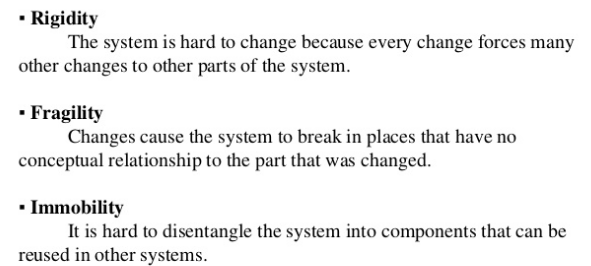 ▪ Rigidity
The system is hard to change because every change forces many
other changes to other parts of the system.
▪ Fragility
Changes cause the system to break in places that have no
conceptual relationship to the part that was changed.
▪ Immobility
It is hard to disentangle the system into components that can be
reused in other systems.